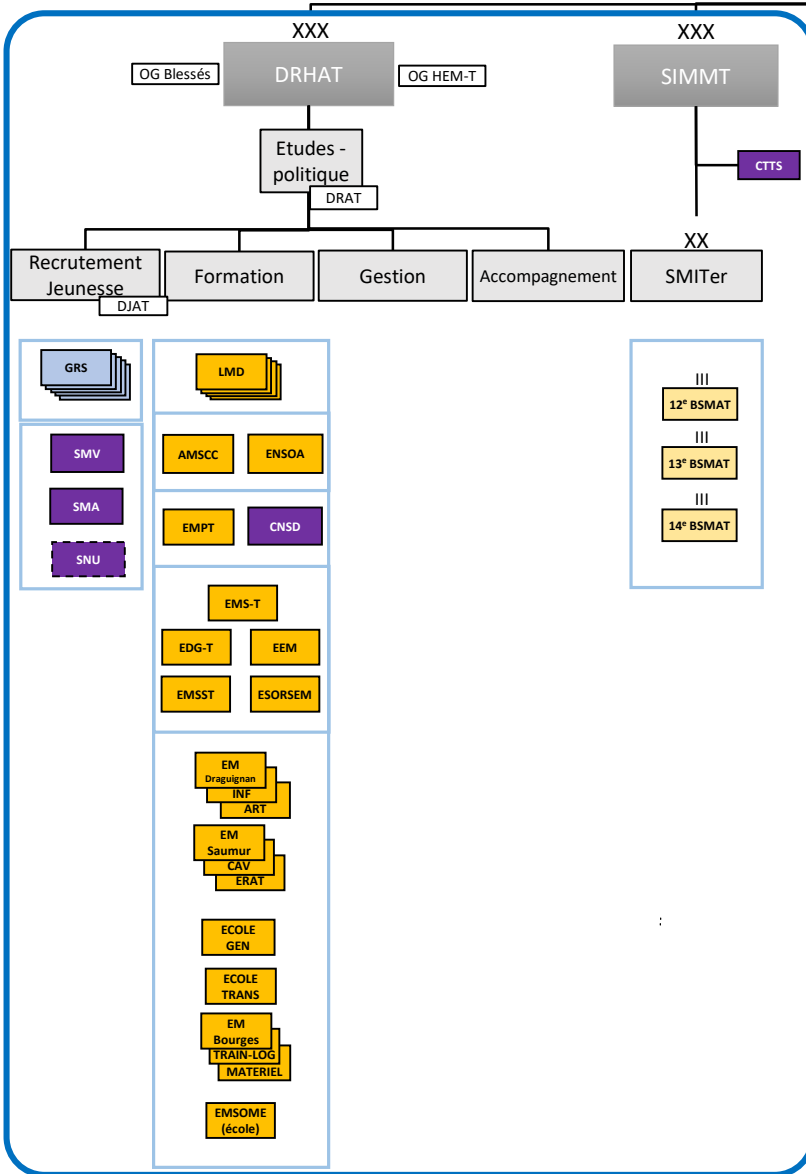 XXX
XXX
OG Blessés
DRHAT
OG HEM-T
SIMMT
Etudes -
politique
DRAT
CTTS
XX
Recrutement
Jeunesse
DJAT
Formation
Gestion
Accompagnement
SMITer
GRS
LMD
III
12e BSMAT
SMV
AMSCC
ENSOA
III
13e BSMAT
SMA
EMPT
CNSD
III
14e BSMAT
SNU
EMS-T
EDG-T
EEM
EMSST
ESORSEM
EM
Draguignan
INF
ART
EM
Saumur
CAV
ERAT
ECOLE
GEN
:
ECOLE
TRANS
EM
Bourges
TRAIN-LOG
MATERIEL
EMSOME
(école)